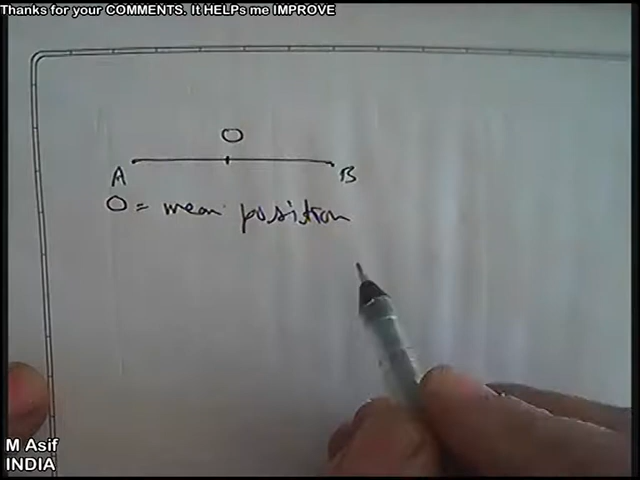 Thanks for your COMMENTS. It HELPs me IMPROVE
O
A B
O = mean position
M Asif
INDIA